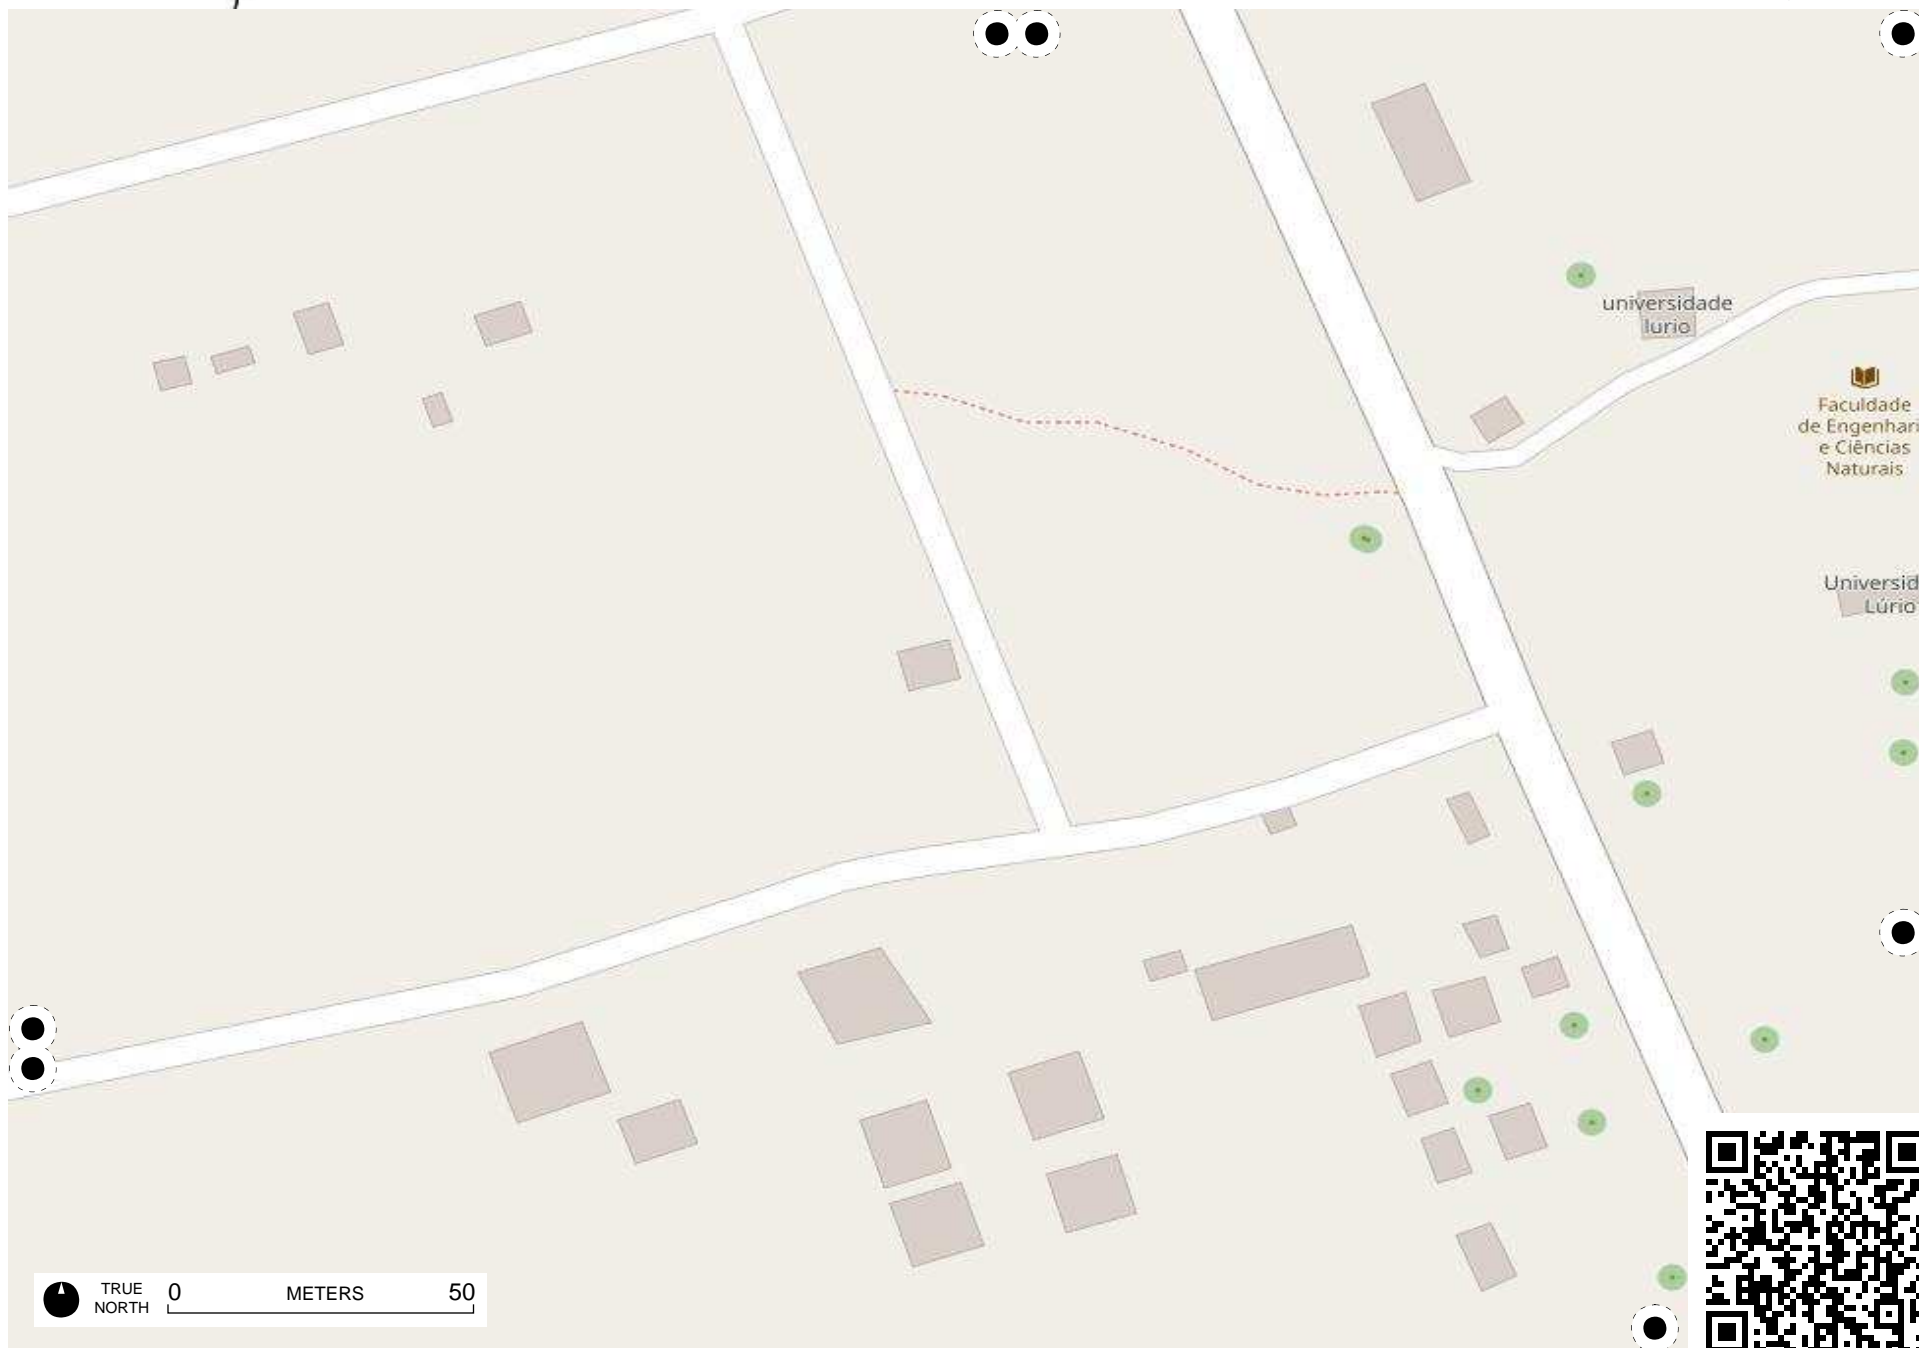 universidade
lurio
Faculdade
de Engenhari
e Ciências
Naturais
Universid
Lúrio
TRUE
NORTH
0 METERS 50